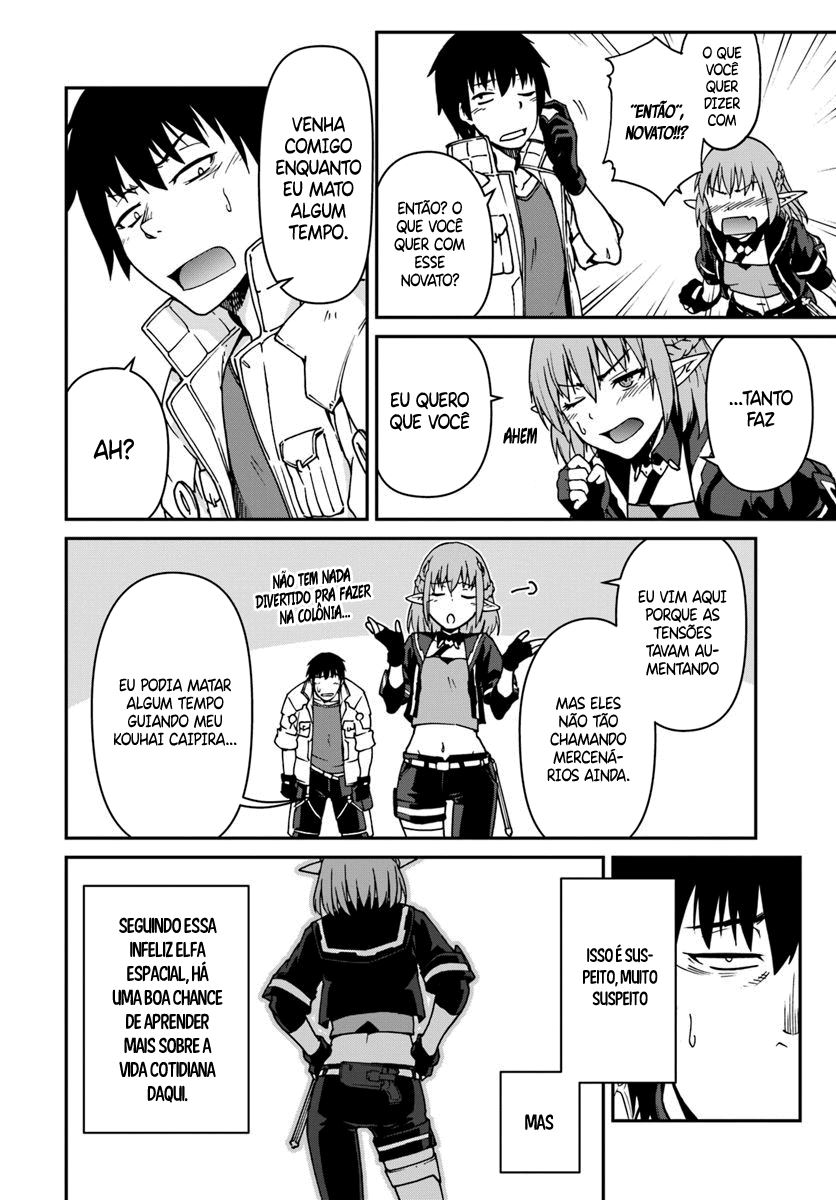 O QUE
VOCÊ
QUER
DIZER
COM
"ENTÃO",
NOVATO!!?
ENTÃO? O
QUE VOCÊ
QUER COM
ESSE
NOVATO?
...TANTO
FAZ
AHEM
EU QUERO
QUE VOCÊ
VENHA
COMIGO
ENQUANTO
EU MATO
ALGUM
TEMPO.
AH?
EU VIM AQUI
PORQUE AS
TENSÕES
TAVAM AU-
MENTANDO
MAS ELES
NÃO TÃO
CHAMANDO
MERCENÁ-
RIOS AINDA.
NÃO TEM NADA
DIVERTIDO PRA FAZER
NA COLÔNIA...
EU PODIA MATAR
ALGUM TEMPO
GUIANDO MEU
KOUHAI CAIPIRA...
ISSO É SUS-
PEITO, MUITO
SUSPEITO
MAS
SEGUINDO ESSA
INFELIZ ELFA
ESPACIAL, HÁ
UMA BOA CHANCE
DE APRENDER
MAIS SOBRE A
VIDA COTIDIANA
DAQUI.